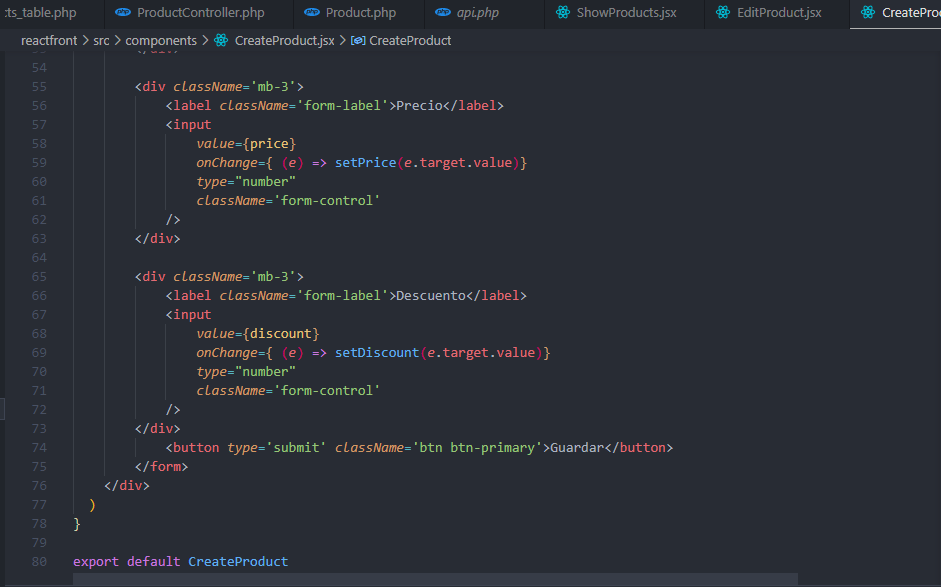 ts_table.php ProductController.php Product.php api.php ShowProducts.jsx EditProduct.jsx CreateProd
reactfront > src > components > CreateProduct.jsx > CreateProduct
53 </div>
54
55 <div className='mb-3'>
56 <label className='form-label'>Precio</label>
57 <input
58 value={price}
59 onChange={ (e) => setPrice(e.target.value)}
60 type="number"
61 className='form-control'
62 />
63 </div>
64
65 <div className='mb-3'>
66 <label className='form-label'>Descuento</label>
67 <input
68 value={discount}
69 onChange={ (e) => setDiscount(e.target.value)}
70 type="number"
71 className='form-control'
72 />
73 </div>
74 <button type='submit' className='btn btn-primary'>Guardar</button>
75 </form>
76 </div>
77 )
78 }
79
80 export default CreateProduct